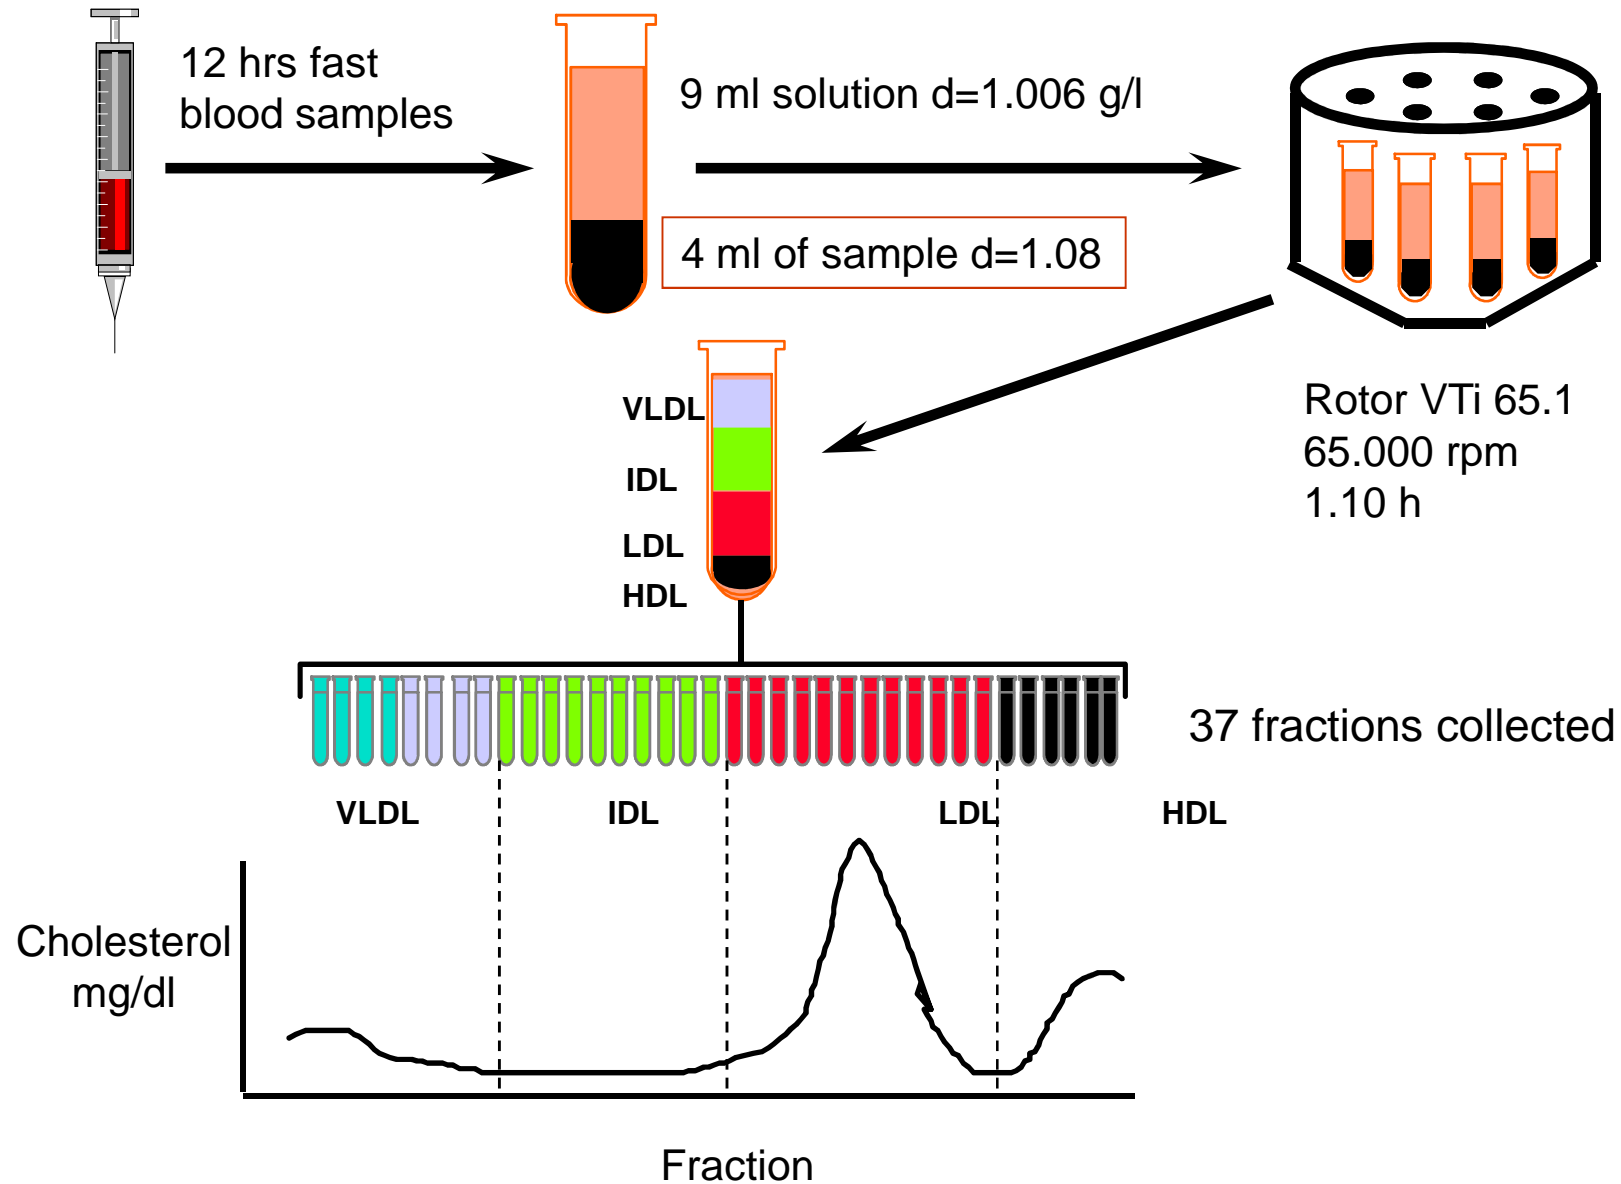 12 hrs fast
blood samples
9 ml solution d=1.006 g/l
4 ml of sample d=1.08
Rotor VTi 65.1
65.000 rpm
1.10 h
VLDL
IDL
LDL
HDL
37 fractions collected
VLDL
IDL
LDL
HDL
Cholesterol
mg/dl
Fraction